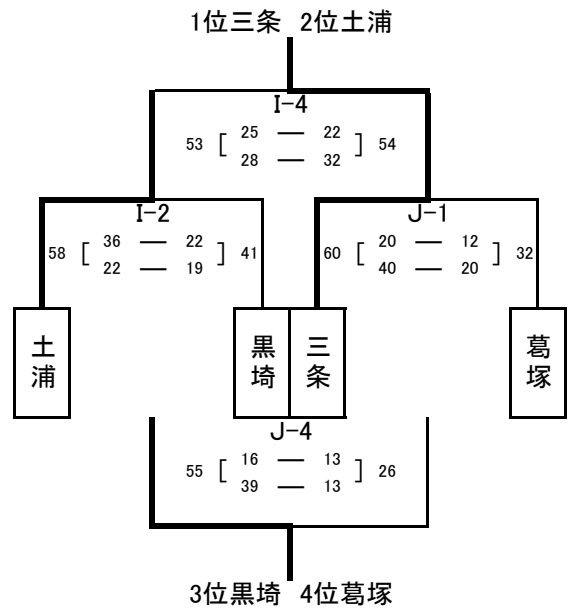 1位三条 2位土浦
I-4
53 [ 25 — 22 ] 54
28 — 32
I-2
58 [ 36 — 22 ] 41
22 — 19
J-1
60 [ 20 — 12 ] 32
40 — 20
土浦
黒埼
三条
葛塚
J-4
55 [ 16 — 13 ] 26
39 — 13
3位黒埼 4位葛塚